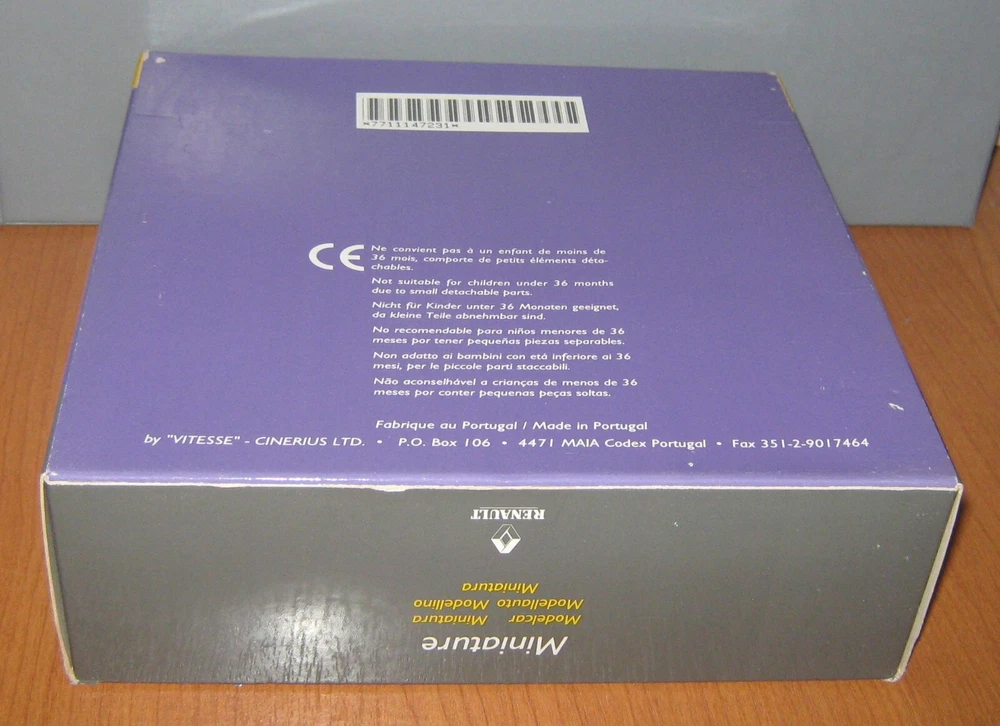 *7711147231*
CE
Ne convient pas à un enfant de moins de
36 mois, comporte de petits éléments déta-
chables.
Not suitable for children under 36 months
due to small detachable parts.
Nicht für Kinder unter 36 Monaten geeignet,
da kleine Teile abnehmbar sind.
No recomendable para niños menores de 36
meses por tener pequeñas piezas separables.
Non adatto ai bambini con etá inferiore ai 36
mesi, per le piccole parti staccabili.
Não aconselhável a crianças de menos de 36
meses por conter pequenas peças soltas.
Fabrique au Portugal / Made in Portugal
by "VITESSE" - CINERIUS LTD. • P.O. Box 106 • 4471 MAIA Codex Portugal • Fax 351-2-9017464
Miniature
Modelcar Miniatura
Modellauto Modellino
Miniatura
RENAULT